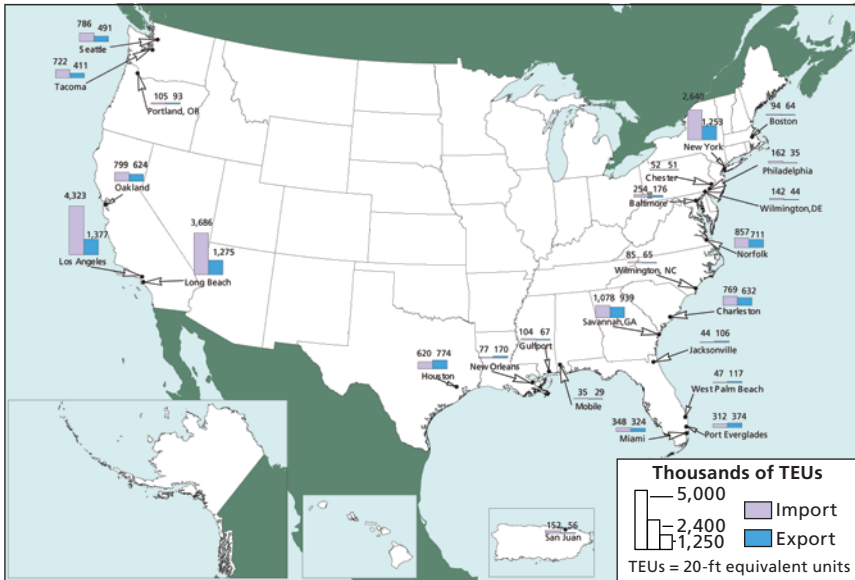 786 491
Seattle
722 411
Tacoma
105 93
Portland, OR
799 624
Oakland
4,323
1,377
Los Angeles
3,686
1,275
Long Beach
2,640
1,253
New York
94 64
Boston
52 51
Chester
162 35
Philadelphia
254 176
Baltimore
142 44
Wilmington,DE
857 711
Norfolk
85 65
Wilmington, NC
769 632
Charleston
1,078 939
Savannah,GA
44 106
Jacksonville
104 67
Gulfport
77 170
New Orleans
620 774
Houston
35 29
Mobile
47 117
West Palm Beach
348 324
Miami
312 374
Port Everglades
152 56
San Juan
Thousands of TEUs
5,000
2,400
1,250
Import
Export
TEUs = 20-ft equivalent units